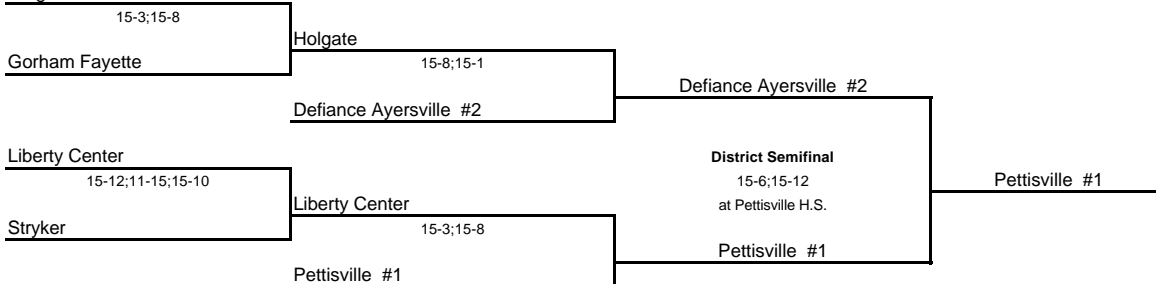 15-3;15-8
Holgate
Gorham Fayette
15-8;15-1
Defiance Ayersville #2
Defiance Ayersville #2
Liberty Center
District Semifinal
15-12;11-15;15-10
15-6;15-12
Pettisville #1
Liberty Center
at Pettisville H.S.
Stryker
15-3;15-8
Pettisville #1
Pettisville #1